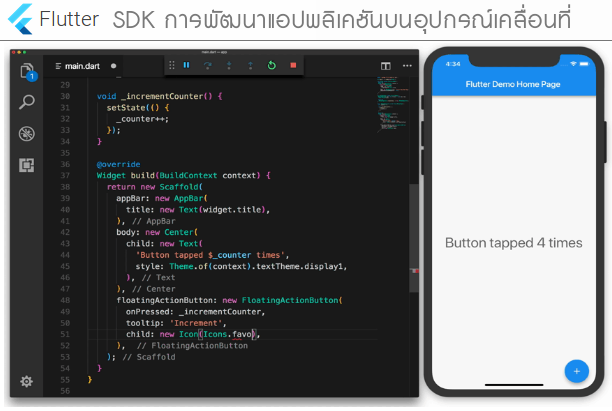 Flutter SDK การพัฒนาแอปพลิเคชันบนอุปกรณ์เคลื่อนที่
main.dart
1
29
30 void _incrementCounter() {
31 setState(() {
32 _counter++;
33 });
34 }
35
36 @override
37 Widget build(BuildContext context) {
38 return new Scaffold(
39 appBar: new AppBar(
40 title: new Text(widget.title),
41 ), // AppBar
42 body: new Center(
43 child: new Text(
44 'Button tapped $_counter times',
45 style: Theme.of(context).textTheme.display1,
46 ), // Text
47 ), // Center
48 floatingActionButton: new FloatingActionButton(
49 onPressed: _incrementCounter,
50 tooltip: 'Increment',
51 child: new Icon(Icons.favo),
52 ), // FloatingActionButton
53 ); // Scaffold
54 }
55 }
56
4:34
Flutter Demo Home Page
Button tapped 4 times
+